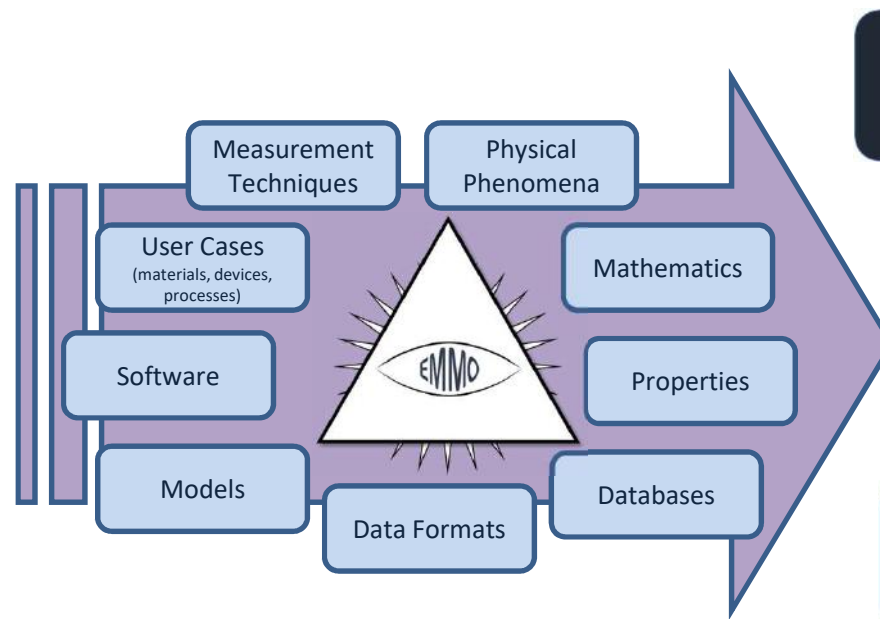 Measurement
Techniques
Physical
Phenomena
User Cases
(materials, devices,
processes)
Mathematics
Software
EMMO
Properties
Models
Databases
Data Formats